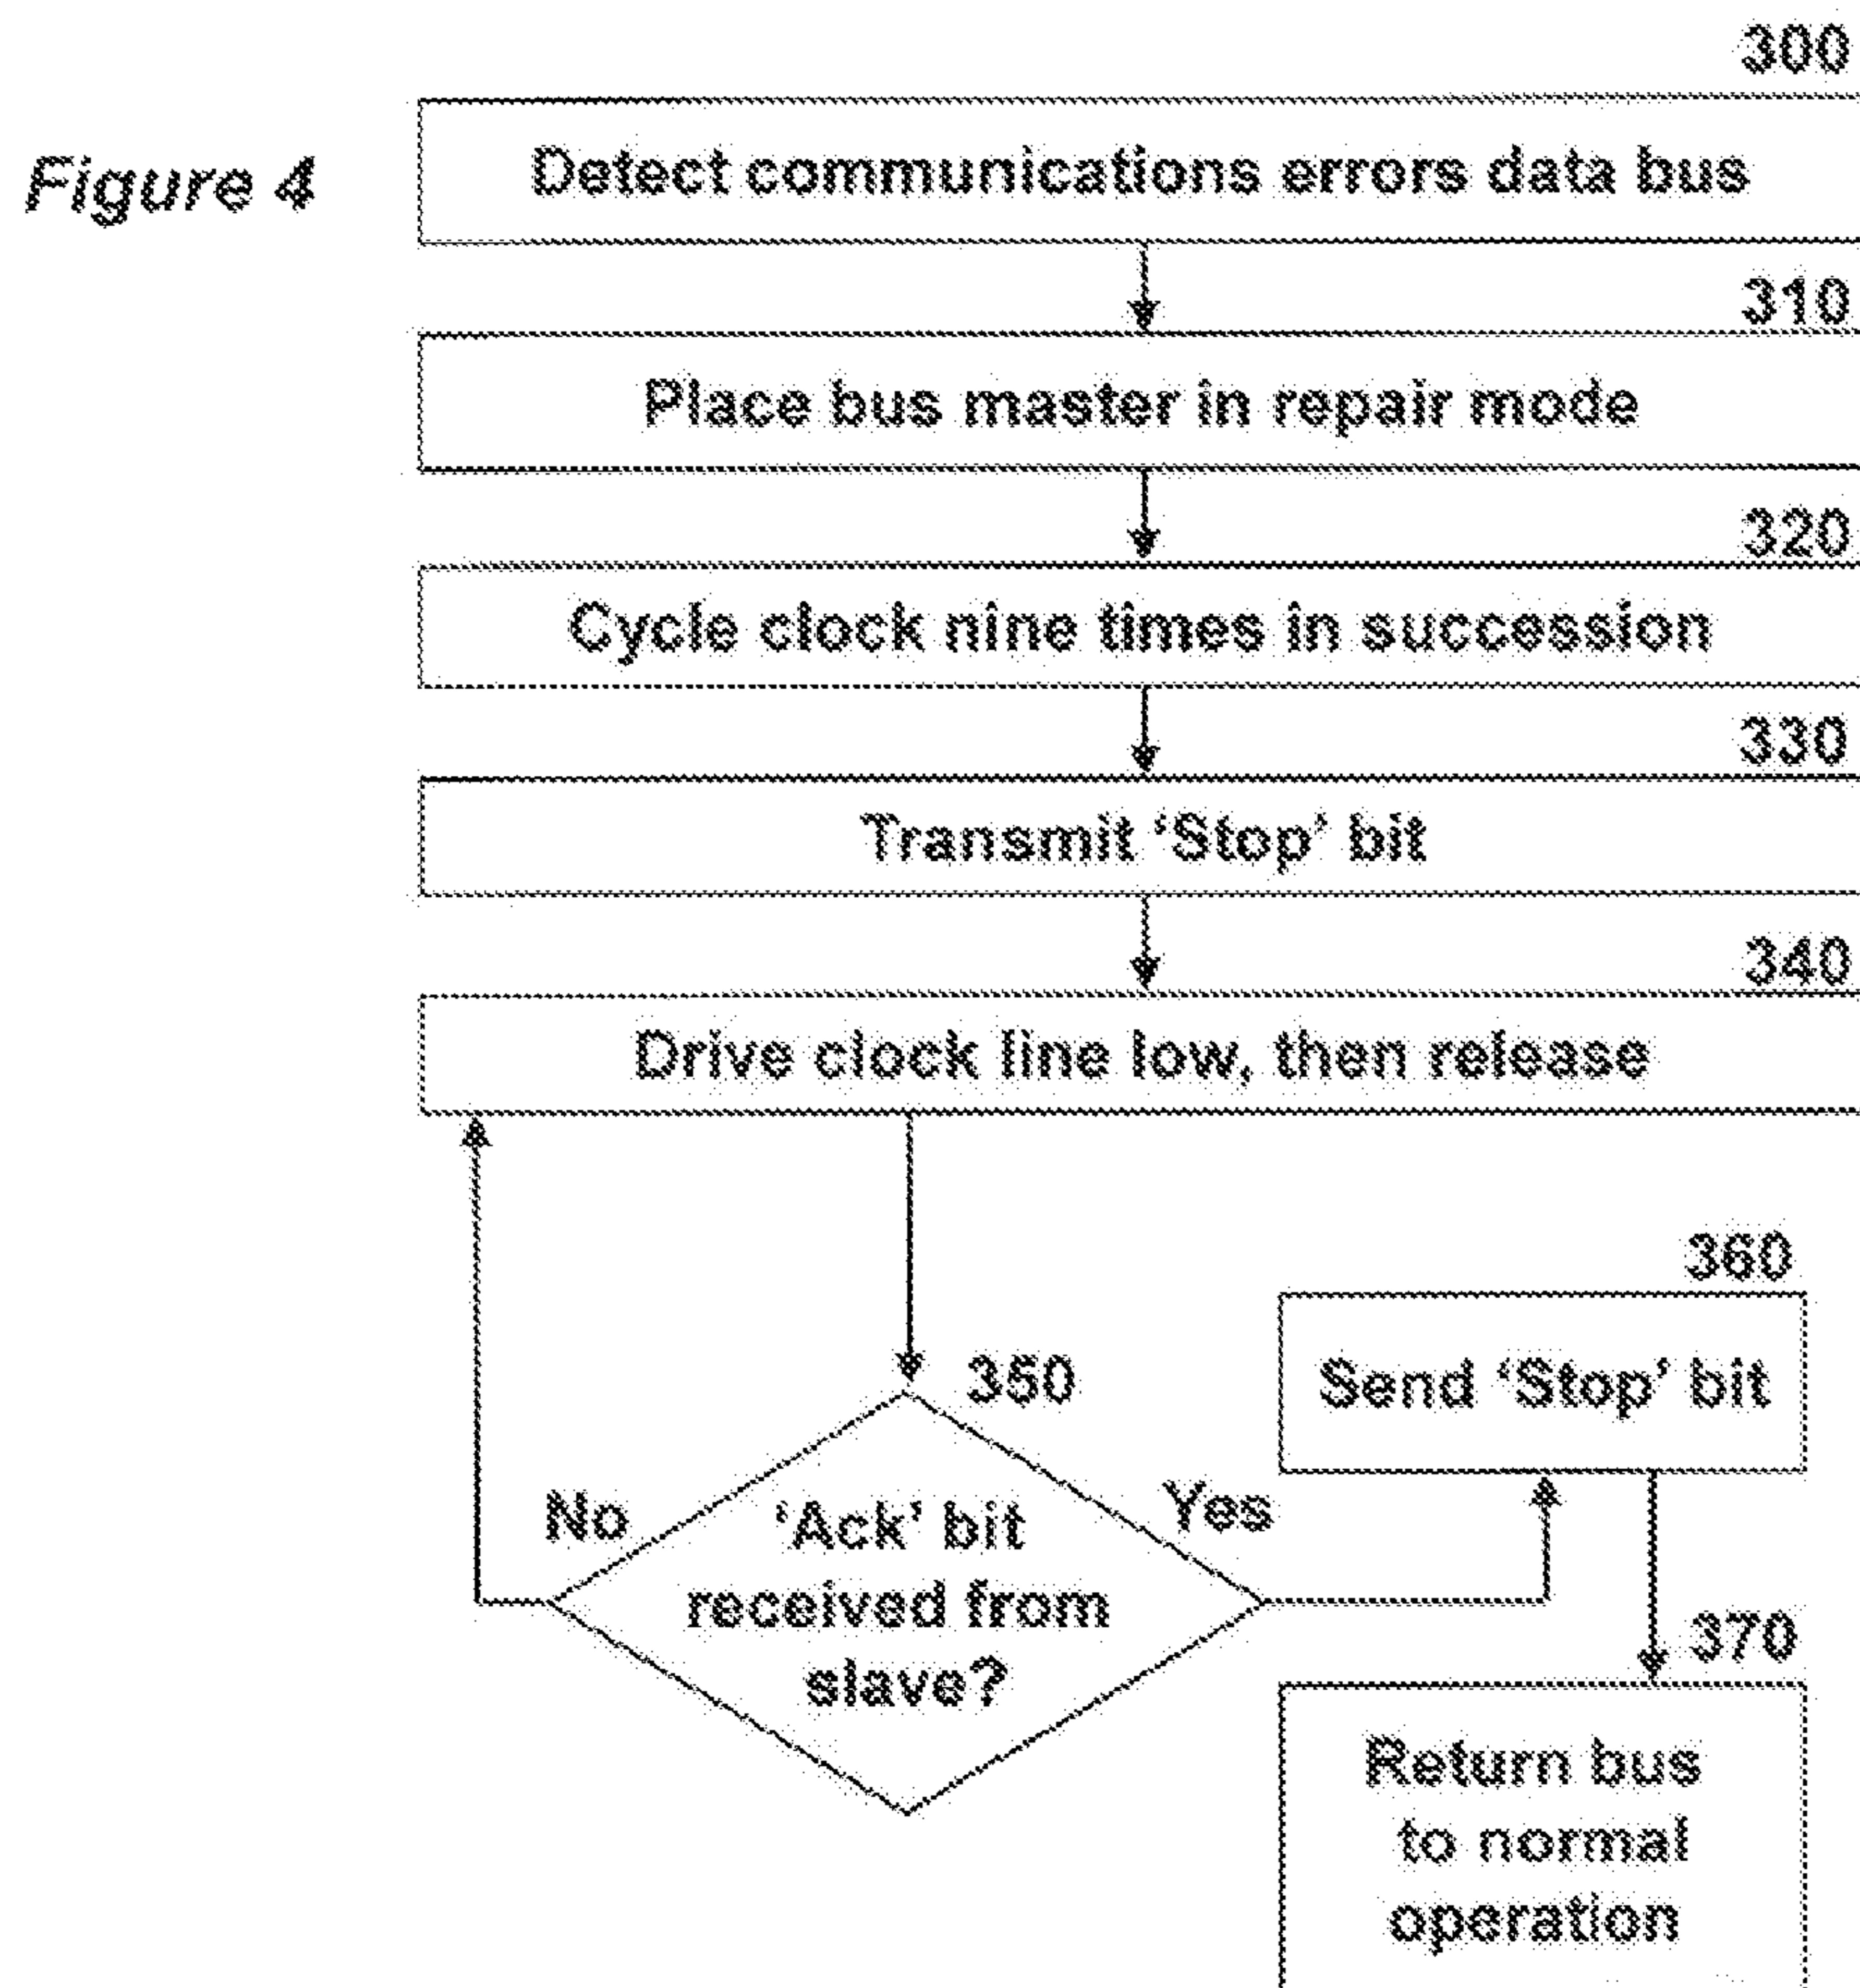 Figure 4
300
Detect communications errors data bus
310
Place bus master in repair mode
320
Cycle clock nine times in succession
330
Transmit ‘Stop’ bit
340
Drive clock line low, then release
350
‘Ack’ bit
received from
slave?
No
Yes
360
Send ‘Stop’ bit
370
Return bus
to normal
operation